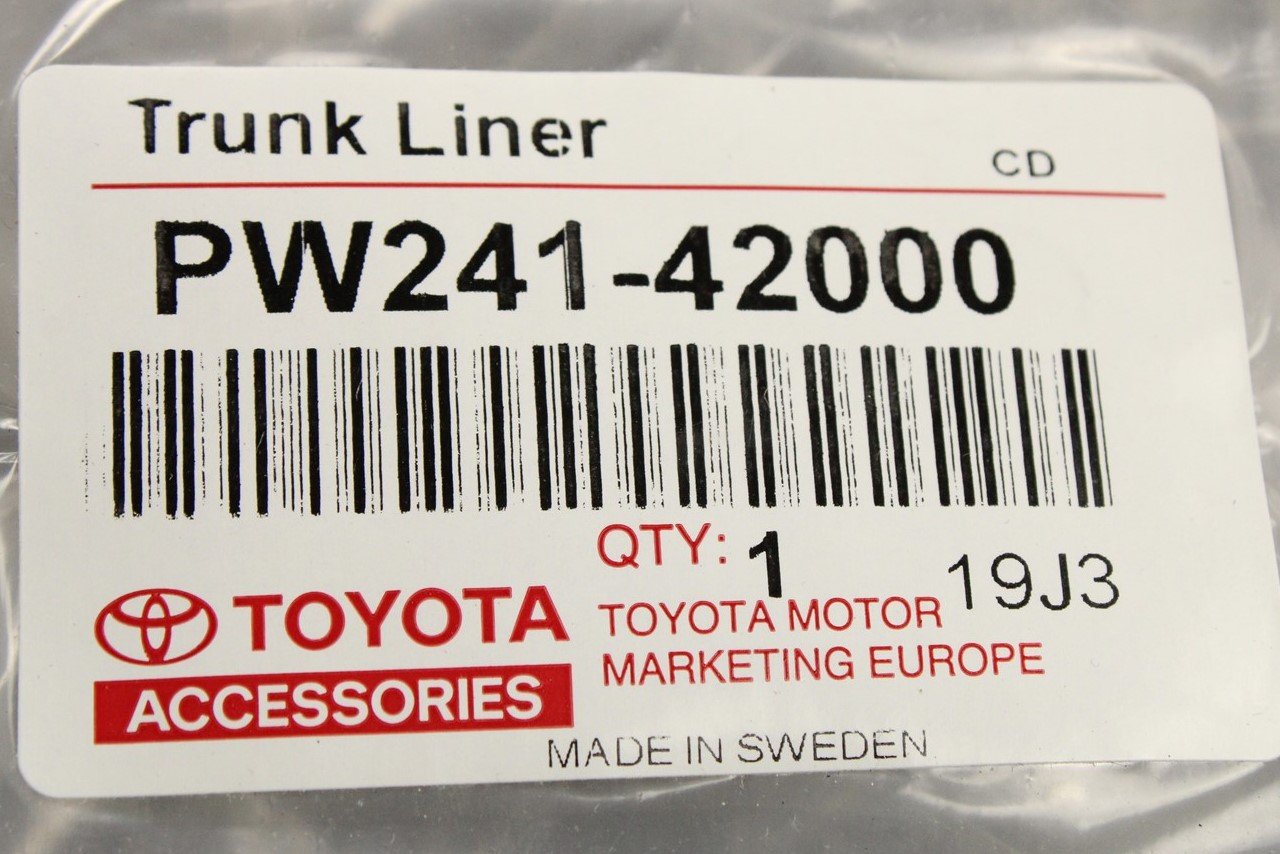 Trunk Liner
CD
PW241-42000
QTY: 1
19J3
TOYOTA
ACCESSORIES
TOYOTA MOTOR
MARKETING EUROPE
MADE IN SWEDEN